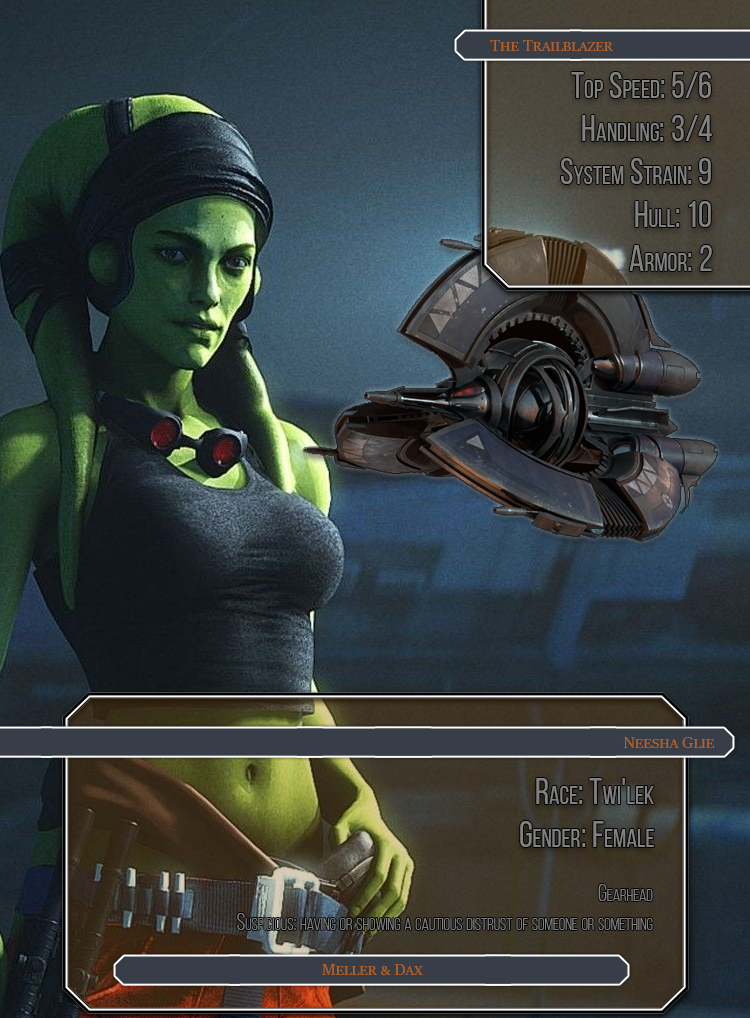 The Trailblazer
Top Speed: 5/6
Handling: 3/4
System Strain: 9
Hull: 10
Armor: 2
Neesha Glie
Race: Twi'lek
Gender: Female
Gearhead
Suspicious: having or showing a cautious distrust of someone or something
Meller & Dax